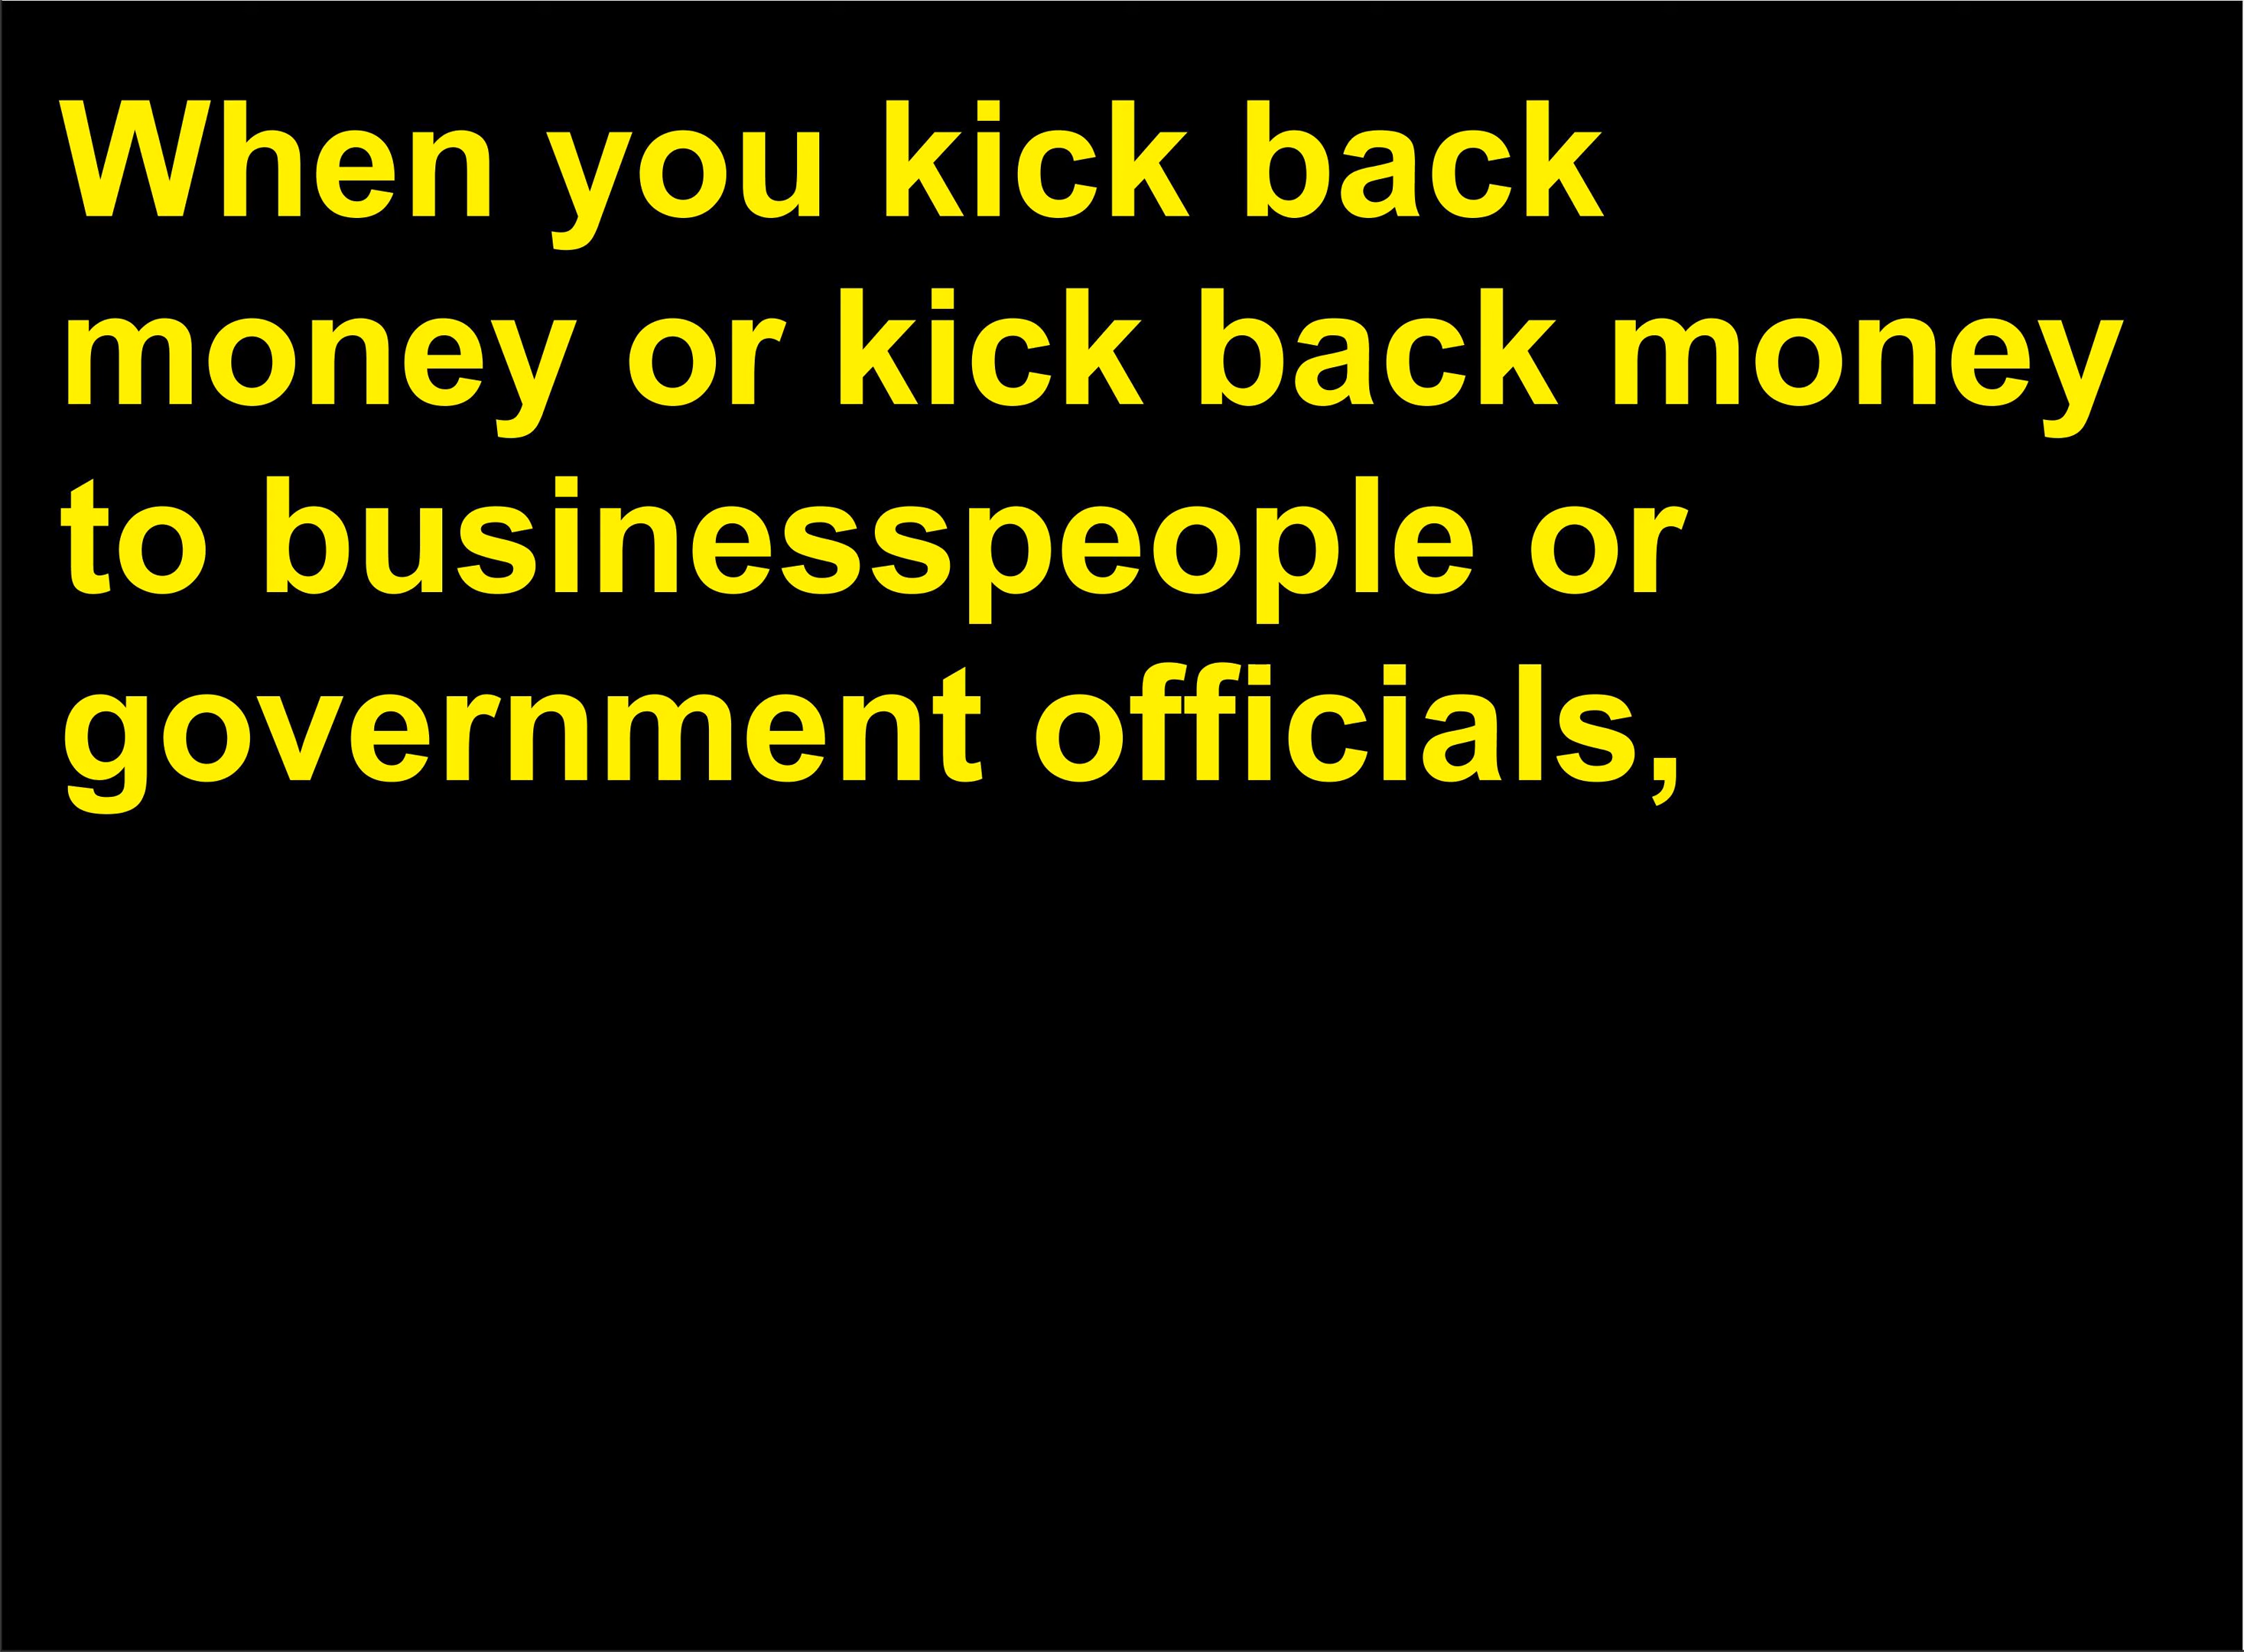 When you kick back
money or kick back money
to businesspeople or
government officials,